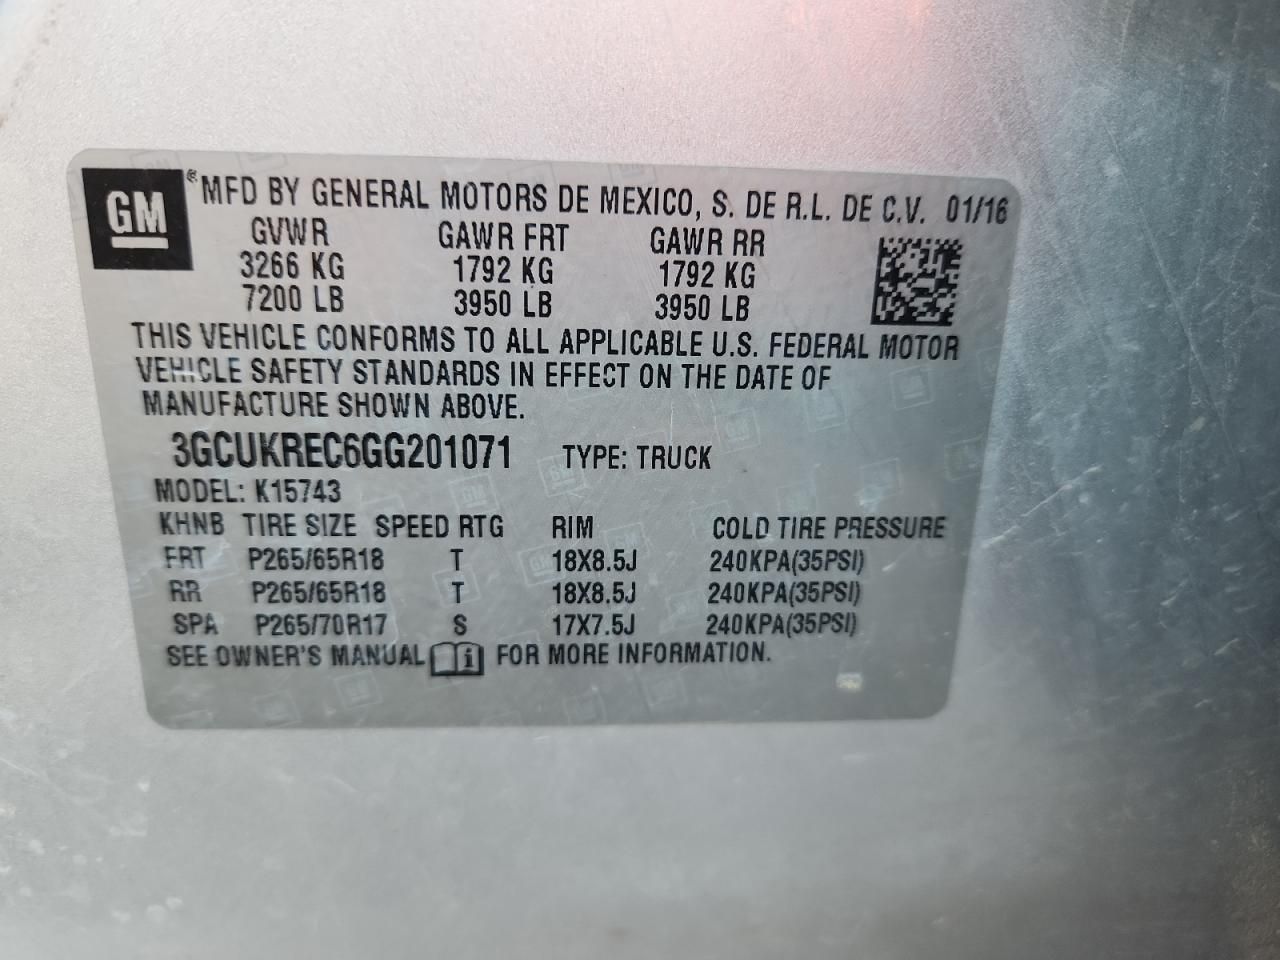 GM ® MFD BY GENERAL MOTORS DE MEXICO, S. DE R.L. DE C.V. 01/16
GVWR GAWR FRT GAWR RR
3266 KG 1792 KG 1792 KG
7200 LB 3950 LB 3950 LB
THIS VEHICLE CONFORMS TO ALL APPLICABLE U.S. FEDERAL MOTOR
VEHICLE SAFETY STANDARDS IN EFFECT ON THE DATE OF
MANUFACTURE SHOWN ABOVE.
3GCUKREC6GG201071 TYPE: TRUCK
MODEL: K15743
KHNB TIRE SIZE SPEED RTG RIM COLD TIRE PRESSURE
FRT P265/65R18 T 18X8.5J 240KPA(35PSI)
RR P265/65R18 T 18X8.5J 240KPA(35PSI)
SPA P265/70R17 S 17X7.5J 240KPA(35PSI)
SEE OWNER'S MANUAL i FOR MORE INFORMATION.